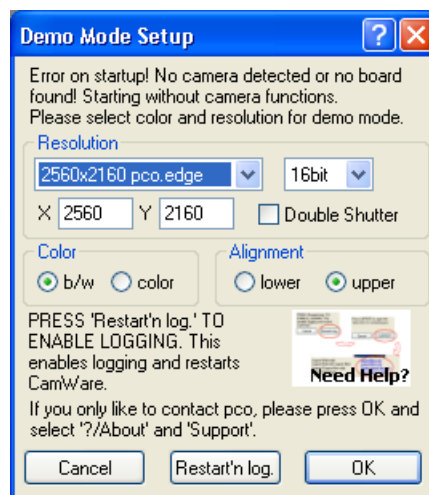 Demo Mode Setup
Error on startup! No camera detected or no board
found! Starting without camera functions.
Please select color and resolution for demo mode.
Resolution
2560x2160 pco.edge 16bit
X 2560 Y 2160 Double Shutter
Color Alignment
b/w color lower upper
PRESS 'Restart'n log.' TO
ENABLE LOGGING. This
enables logging and restarts
CamWare.
Need Help?
If you only like to contact pco, please press OK and
select '?/About' and 'Support'.
Cancel Restart'n log. OK